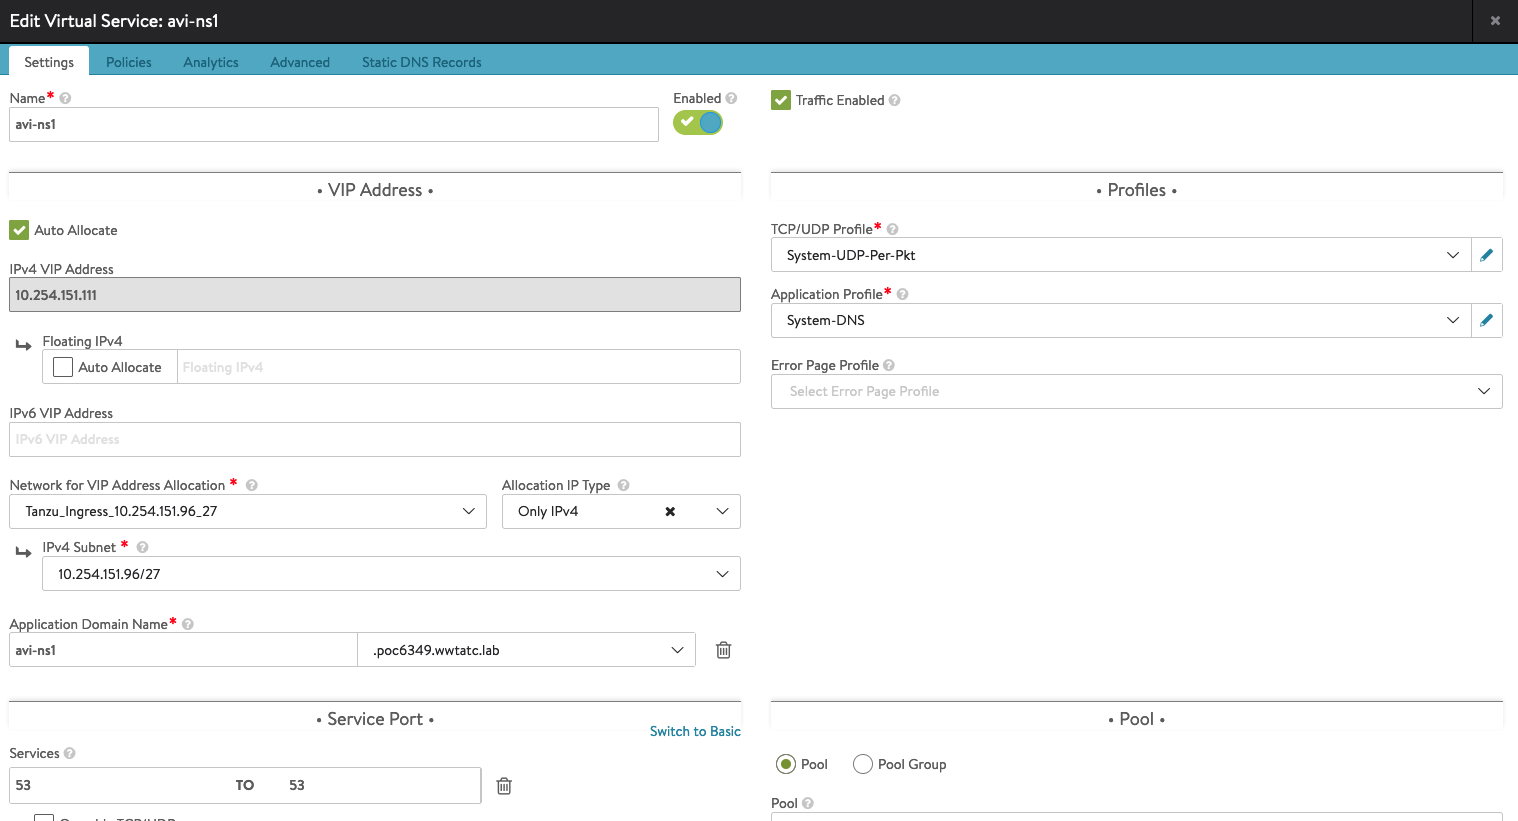 Edit Virtual Service: avi-ns1
Settings Policies Analytics Advanced Static DNS Records
Name*
avi-ns1
Enabled
Traffic Enabled
• VIP Address •
Auto Allocate
IPv4 VIP Address
10.254.151.111
Floating IPv4
Auto Allocate Floating IPv4
IPv6 VIP Address
IPv6 VIP Address
Network for VIP Address Allocation * Allocation IP Type
Tanzu_Ingress_10.254.151.96_27 Only IPv4
IPv4 Subnet *
10.254.151.96/27
Application Domain Name*
avi-ns1 .poc6349.wwtatc.lab
• Service Port •
Switch to Basic
Services
53 TO 53
• Profiles •
TCP/UDP Profile*
System-UDP-Per-Pkt
Application Profile*
System-DNS
Error Page Profile
Select Error Page Profile
• Pool •
Pool Pool Group
Pool